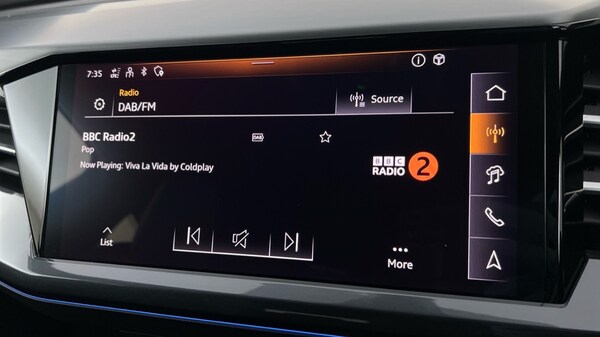 7:35
Radio
DAB/FM
Source
BBC Radio2
DAB
Pop
Now Playing: Viva La Vida by Coldplay
BBC
RADIO 2
List
More